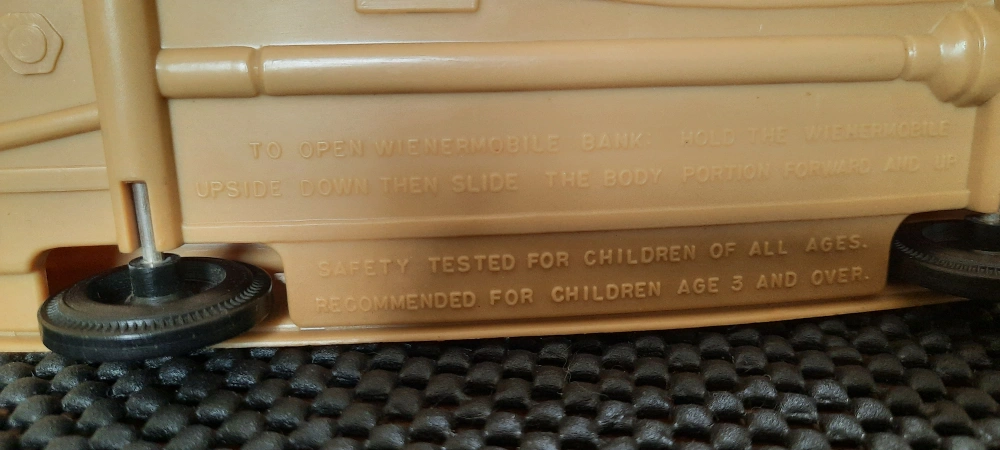 TO OPEN WIENERMOBILE BANK: HOLD THE WIENERMOBILE
UPSIDE DOWN THEN SLIDE THE BODY PORTION FORWARD AND UP
SAFETY TESTED FOR CHILDREN OF ALL AGES.
RECOMMENDED FOR CHILDREN AGE 3 AND OVER.